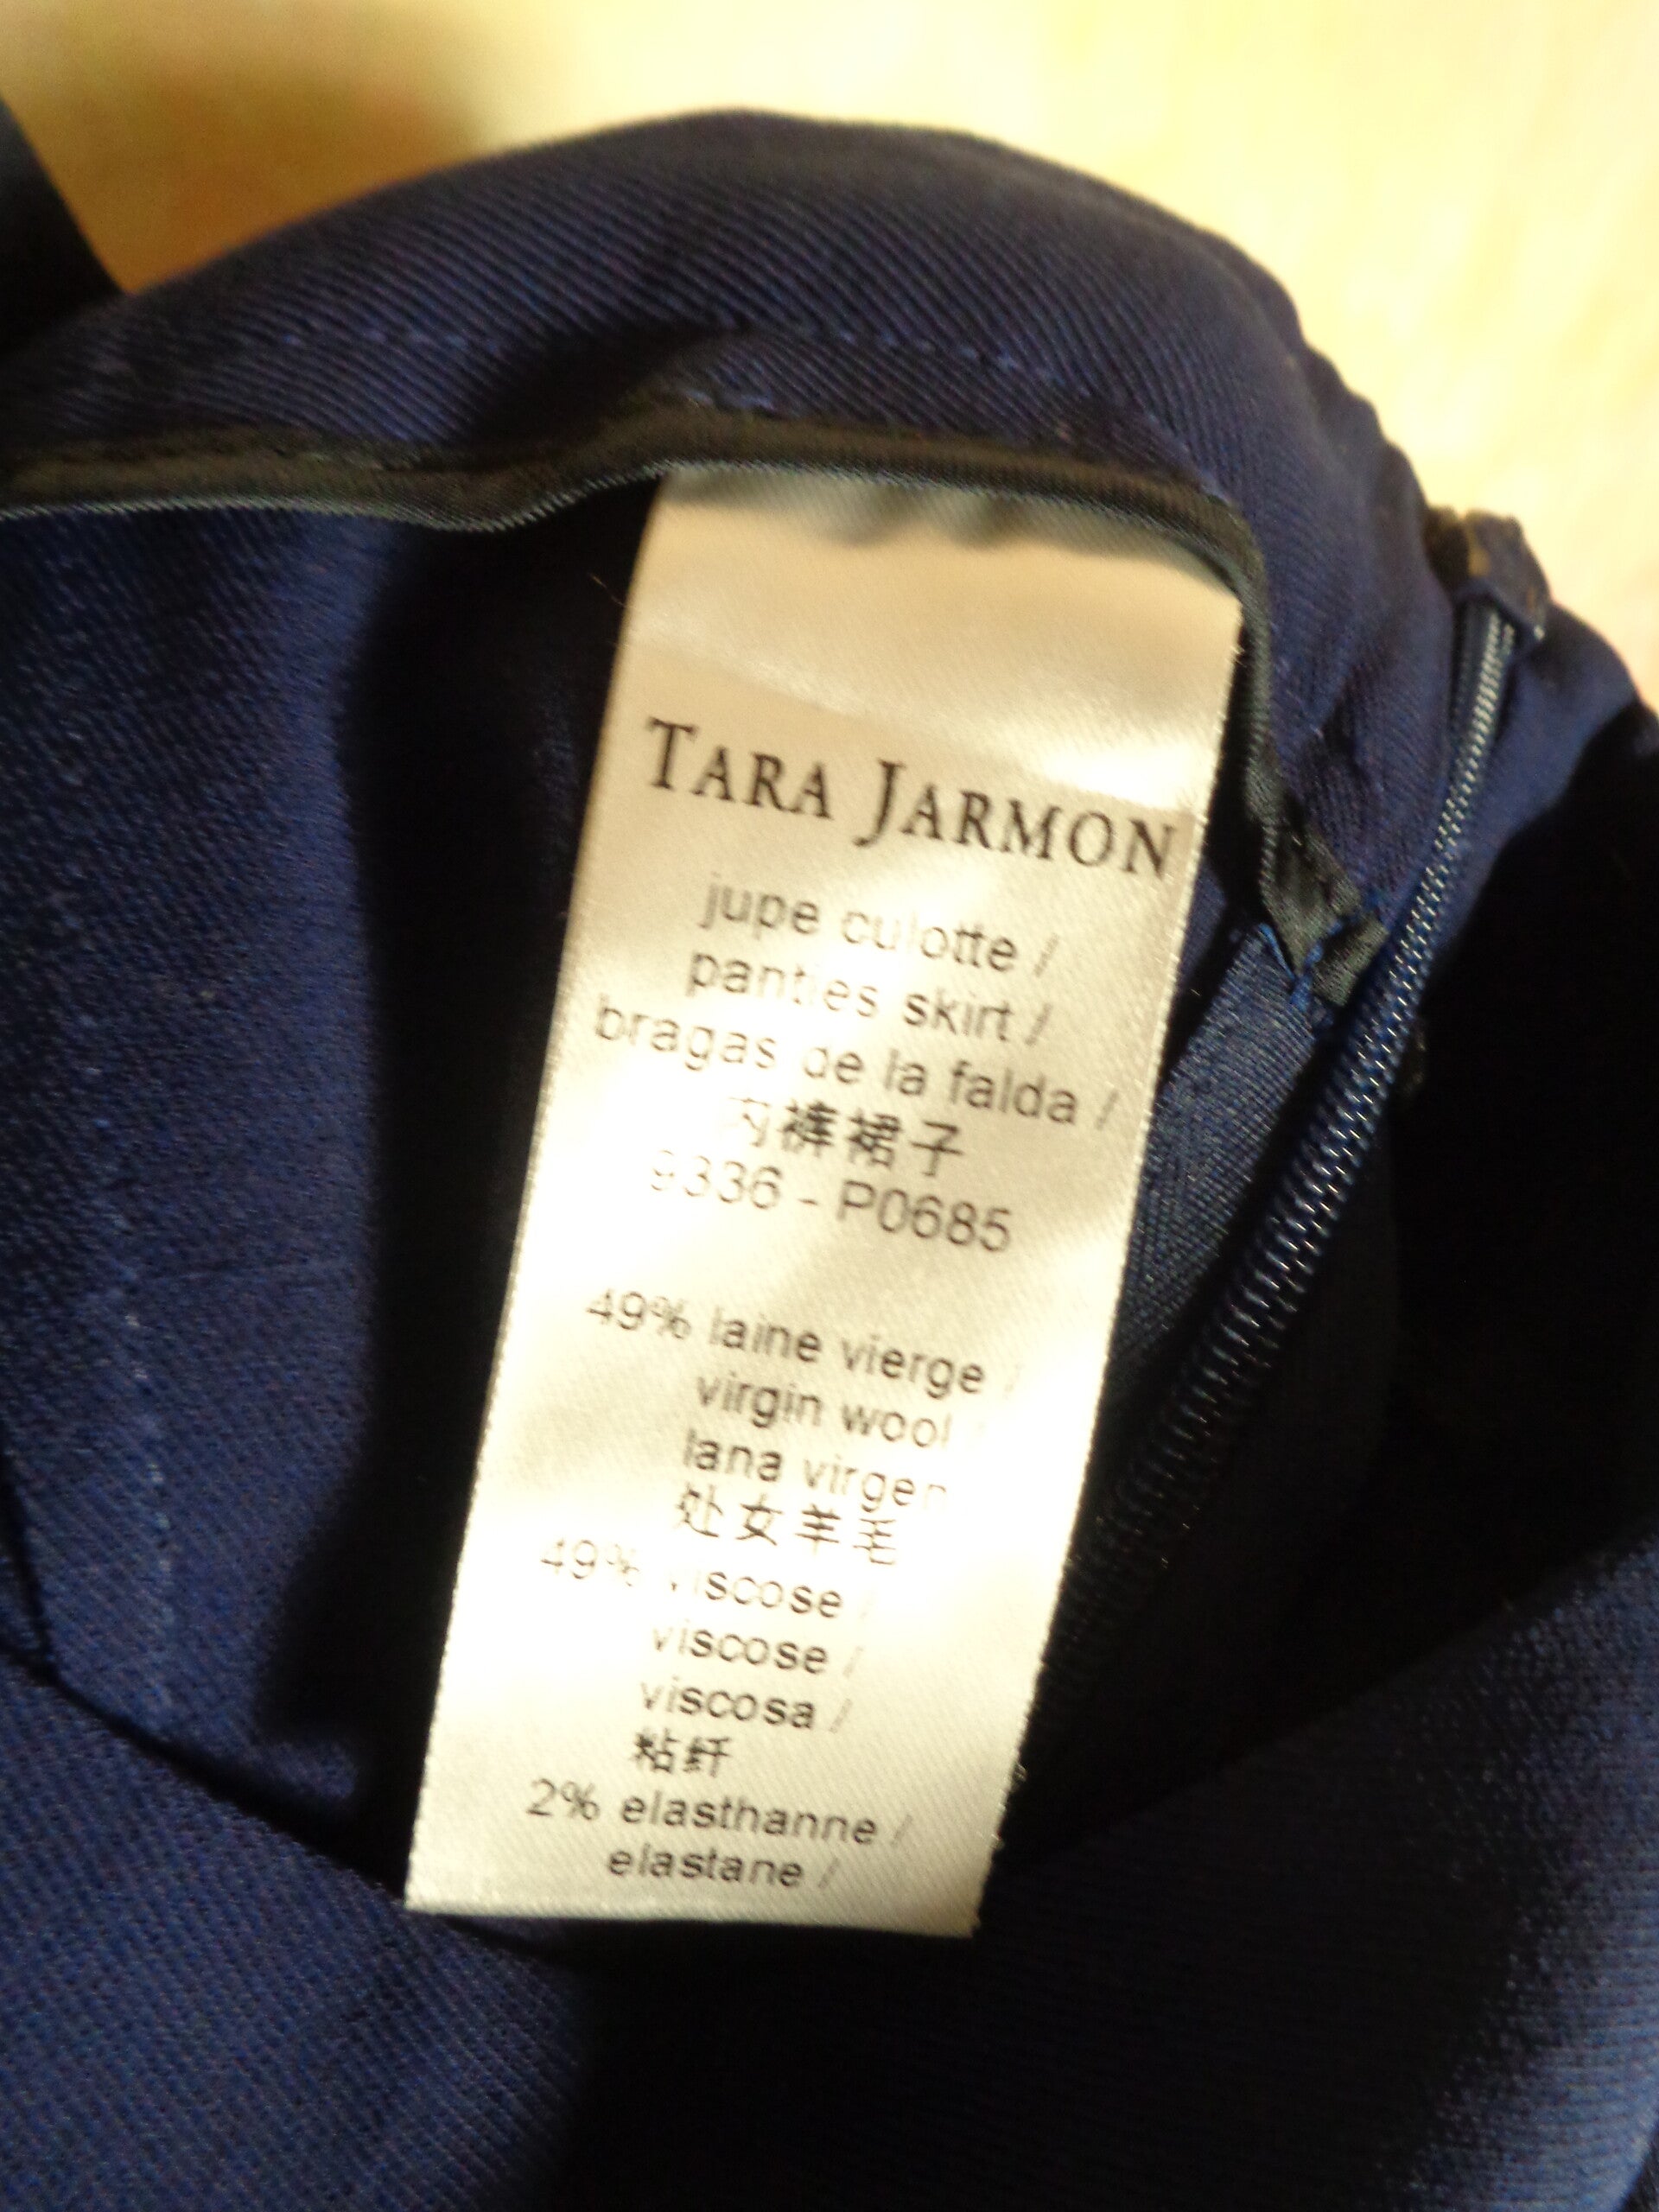 TARA JARMON
jupe culotte /
panties skirt /
bragas de la falda /
内裤裙子
9336 - P0685
49% laine vierge /
virgin wool /
lana virgen
处女羊毛
49% viscose /
viscose /
viscosa /
粘纤
2% elasthanne /
elastane /